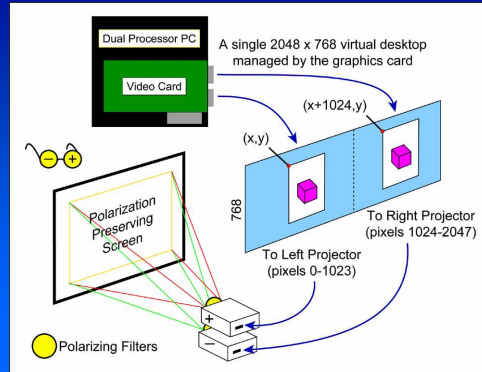 Dual Processor PC
Video Card
A single 2048 x 768 virtual desktop
managed by the graphics card
(x+1024,y)
(x,y)
768
− +
Polarization
Preserving
Screen
To Right Projector
(pixels 1024-2047)
To Left Projector
(pixels 0-1023)
+
−
Polarizing Filters